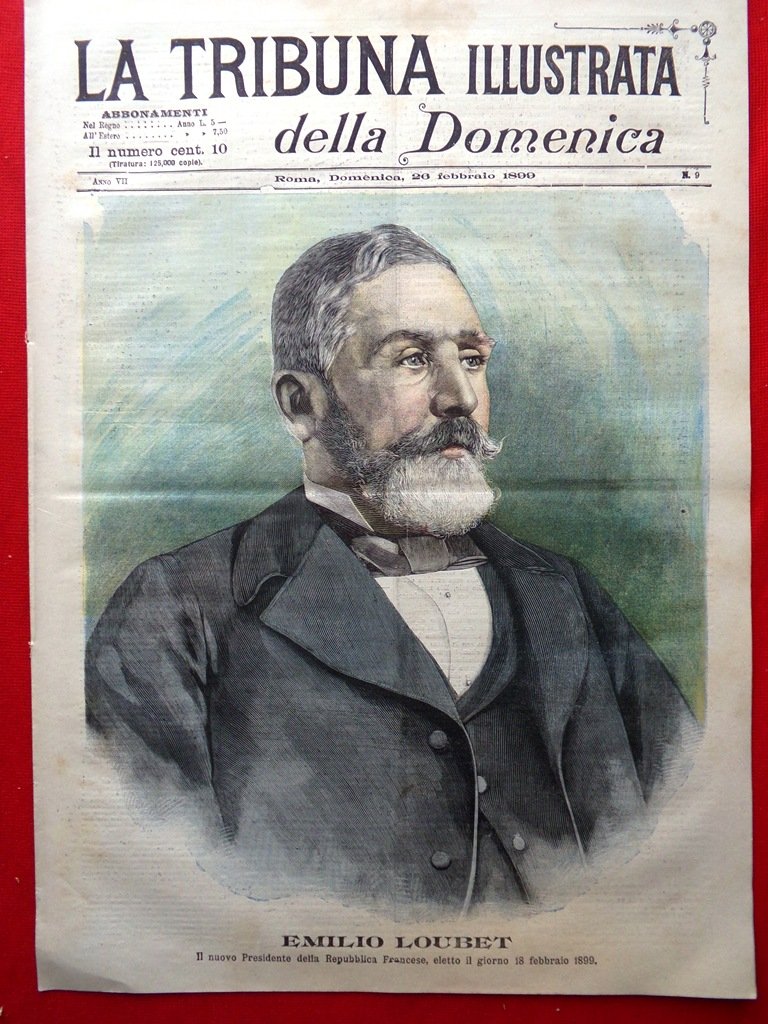 LA TRIBUNA ILLUSTRATA
della Domenica
ABBONAMENTI
Nel Regno ........ Anno L. 5 —
All'Estero ......... » » 7,50
Il numero cent. 10
(Tiratura: 125,000 copie).
Anno VII
Roma, Domenica, 26 febbraio 1899
N. 9
EMILIO LOUBET
Il nuovo Presidente della Repubblica Francese, eletto il giorno 18 febbraio 1899.